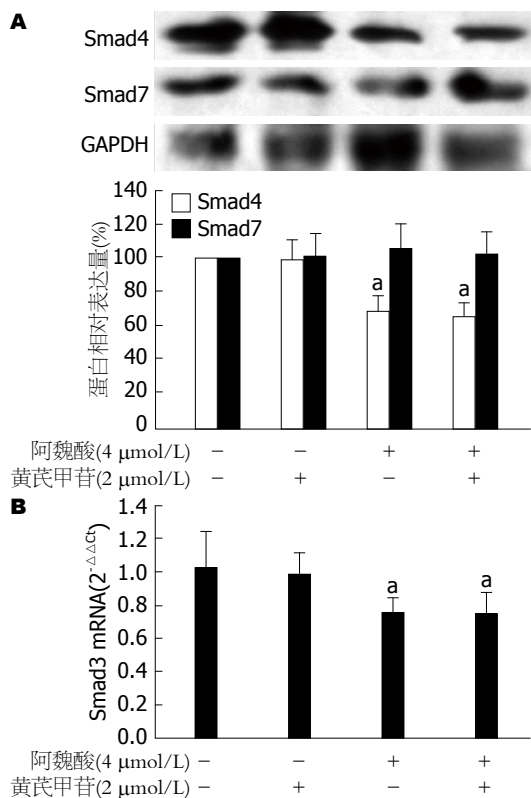 A
Smad4
Smad7
GAPDH
140
120
100
80
60
40
20
0
蛋白相对表达量(%)
Smad4
Smad7
a
a
阿魏酸(4 μmol/L) − − + +
黄芪甲苷(2 μmol/L) − + − +
B
1.4
1.2
1.0
0.8
0.6
0.4
0.2
0.0
Smad3 mRNA(2^-△△Ct)
a
a
阿魏酸(4 μmol/L) − − + +
黄芪甲苷(2 μmol/L) − + − +